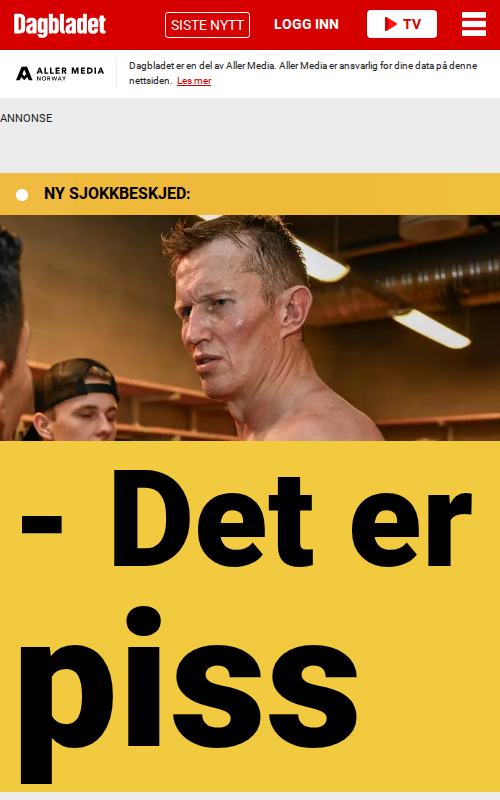 Dagbladet
SISTE NYTT
LOGG INN
TV
ALLER MEDIA
NORWAY
Dagbladet er en del av Aller Media. Aller Media er ansvarlig for dine data på denne
nettsiden. Les mer
ANNONSE
NY SJOKKBESKJED:
- Det er
piss